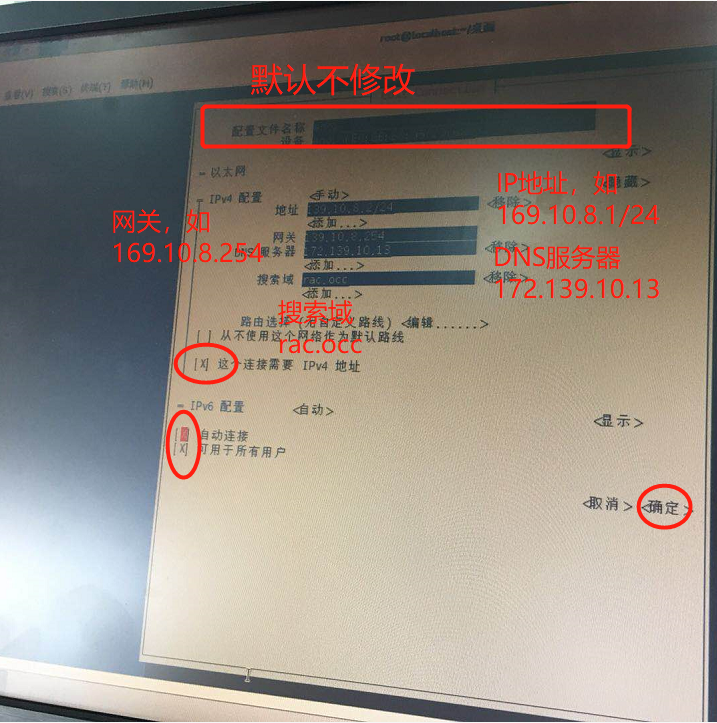 root@localhost:~/桌面
查看(V) 搜索(S) 终端(T) 帮助(H)
默认不修改
配置文件名称
设备
<显示>
= 以太网
<隐藏>
IPv4 配置 <手动>
IP地址，如
169.10.8.1/24
地址 139.10.8.2/24 <移除>
<添加...>
网关，如
169.10.8.254
网关 139.10.8.254
DNS 服务器 172.139.10.13 <移除>
DNS服务器
172.139.10.13
<添加...>
搜索域 rac.occ <移除>
<添加...>
搜索域
rac.occ
路由选择 (无自定义路线) <编辑......>
[ ] 从不使用这个网络作为默认路线
[X] 这个连接需要 IPv4 地址
= IPv6 配置 <自动>
<显示>
自动连接
[X] 可用于所有用户
<取消> <确定>